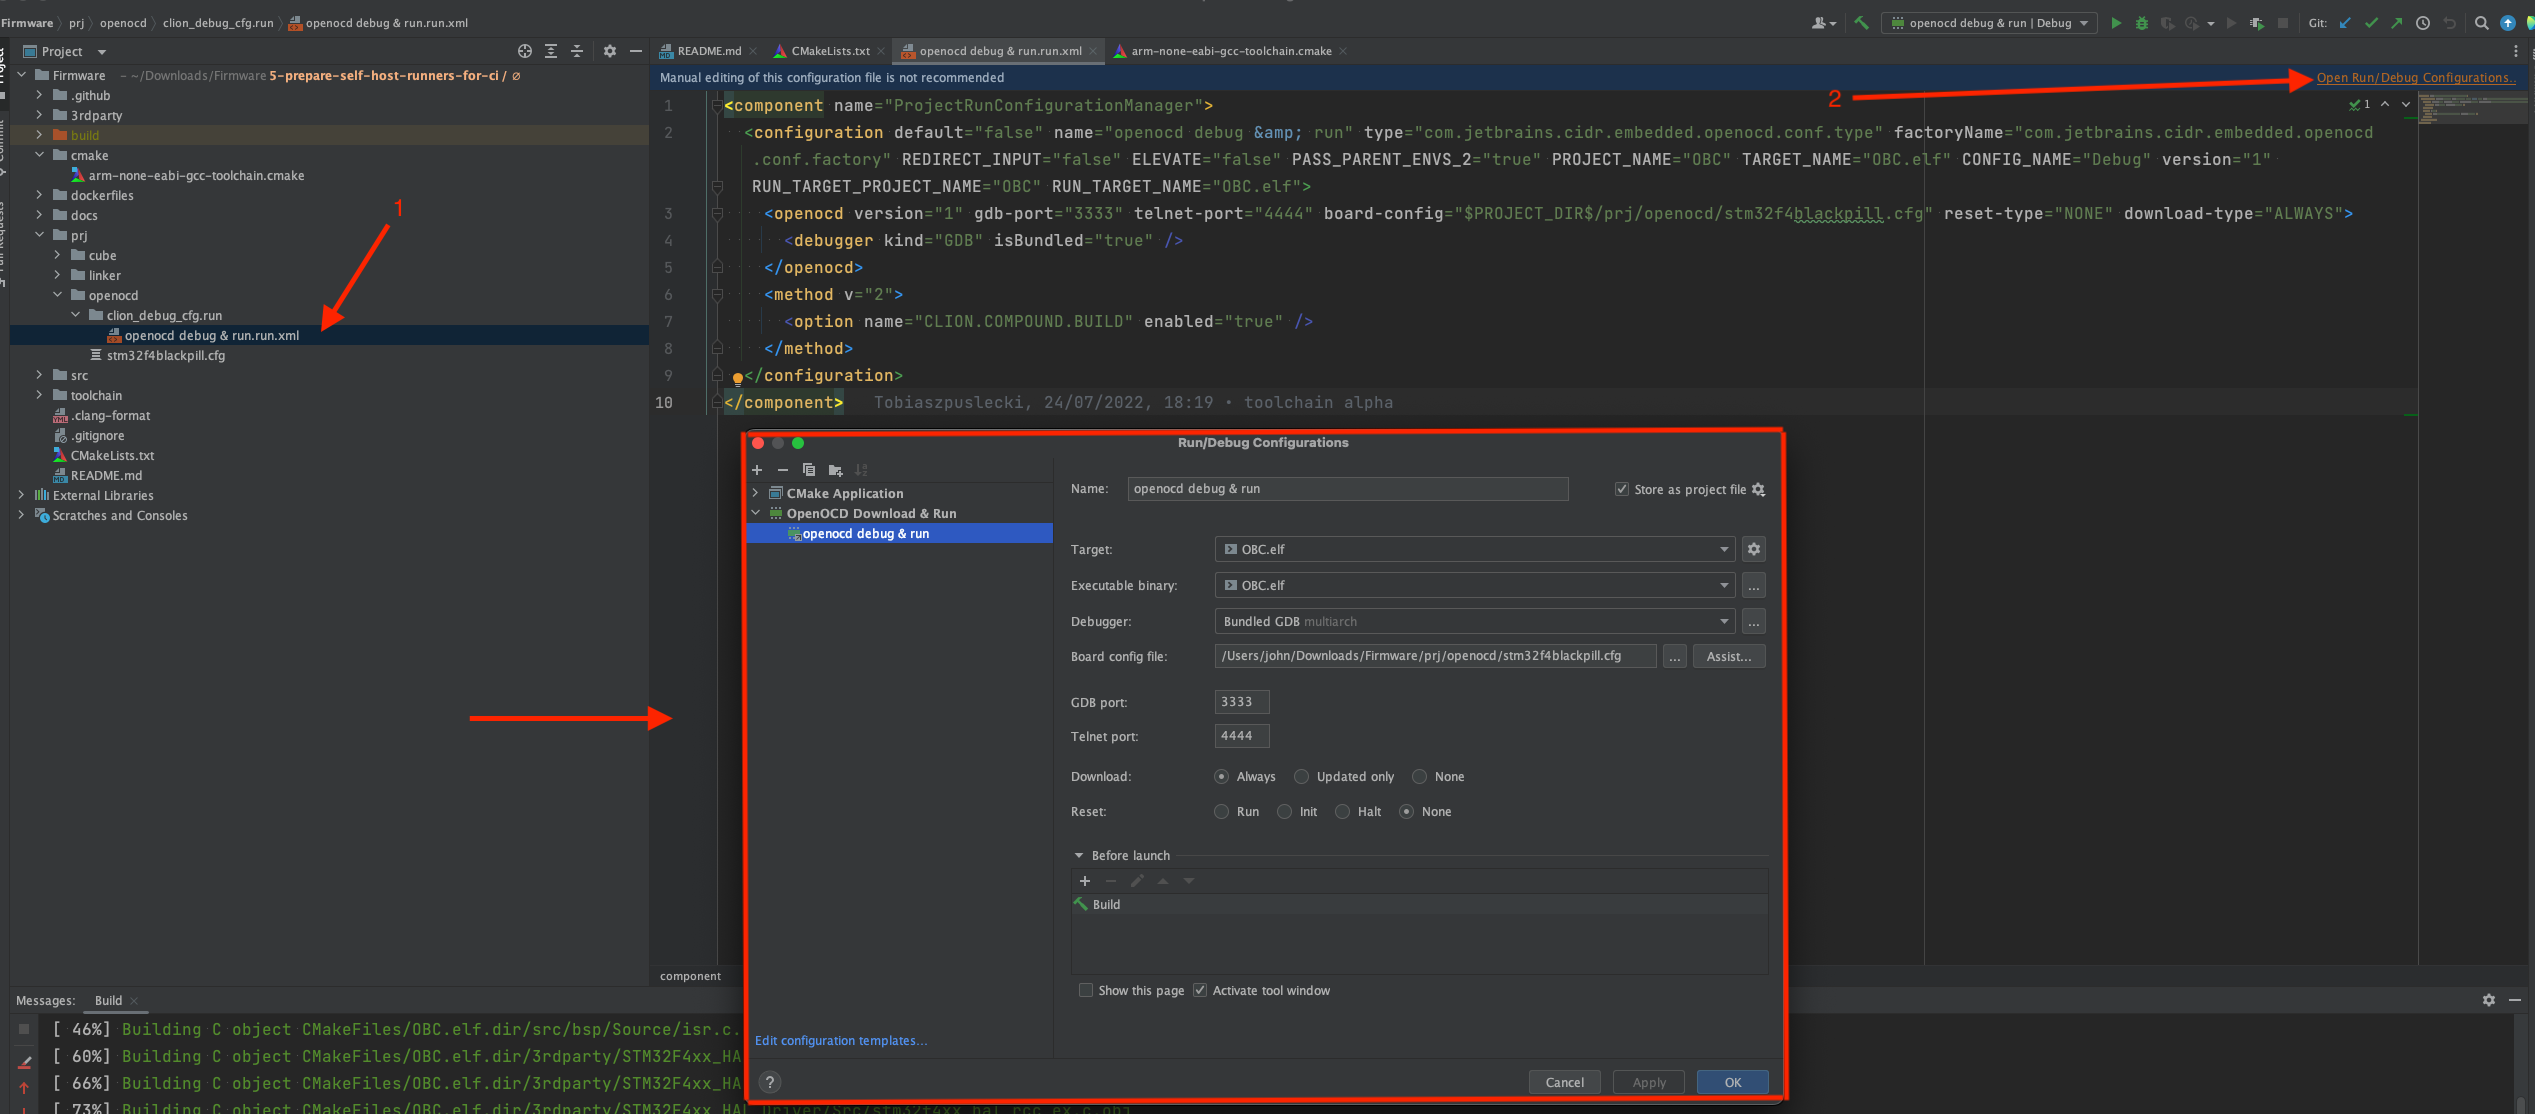 Firmware › prj › openocd › clion_debug_cfg.run › openocd debug & run.run.xml
openocd debug & run | Debug
Git:
Project
README.md
CMakeLists.txt
openocd debug & run.run.xml
arm-none-eabi-gcc-toolchain.cmake
Project
Commit
Manual editing of this configuration file is not recommended
Open Run/Debug Configurations..
2
1
Firmware – ~/Downloads/Firmware 5-prepare-self-host-runners-for-ci / ∅
.github
3rdparty
build
cmake
arm-none-eabi-gcc-toolchain.cmake
dockerfiles
docs
prj
cube
linker
openocd
clion_debug_cfg.run
openocd debug & run.run.xml
stm32f4blackpill.cfg
src
toolchain
.clang-format
.gitignore
CMakeLists.txt
README.md
External Libraries
Scratches and Consoles
1
1 <component name="ProjectRunConfigurationManager">
2 <configuration default="false" name="openocd debug &amp; run" type="com.jetbrains.cidr.embedded.openocd.conf.type" factoryName="com.jetbrains.cidr.embedded.openocd
.conf.factory" REDIRECT_INPUT="false" ELEVATE="false" PASS_PARENT_ENVS_2="true" PROJECT_NAME="OBC" TARGET_NAME="OBC.elf" CONFIG_NAME="Debug" version="1"
RUN_TARGET_PROJECT_NAME="OBC" RUN_TARGET_NAME="OBC.elf">
3 <openocd version="1" gdb-port="3333" telnet-port="4444" board-config="$PROJECT_DIR$/prj/openocd/stm32f4blackpill.cfg" reset-type="NONE" download-type="ALWAYS">
4 <debugger kind="GDB" isBundled="true" />
5 </openocd>
6 <method v="2">
7 <option name="CLION.COMPOUND.BUILD" enabled="true" />
8 </method>
9 </configuration>
10 </component> Tobiaszpuslecki, 24/07/2022, 18:19 • toolchain alpha
Run/Debug Configurations
CMake Application
OpenOCD Download & Run
openocd debug & run
Name: openocd debug & run
Store as project file
Target: OBC.elf
Executable binary: OBC.elf
...
Debugger: Bundled GDB multiarch
...
Board config file: /Users/john/Downloads/Firmware/prj/openocd/stm32f4blackpill.cfg
...
Assist...
GDB port: 3333
Telnet port: 4444
Download: Always Updated only None
Reset: Run Init Halt None
Before launch
Build
Show this page Activate tool window
Edit configuration templates...
? Cancel Apply OK
component
Messages: Build
[ 46%] Building C object CMakeFiles/OBC.elf.dir/src/bsp/Source/isr.c.
[ 60%] Building C object CMakeFiles/OBC.elf.dir/3rdparty/STM32F4xx_HA
[ 66%] Building C object CMakeFiles/OBC.elf.dir/3rdparty/STM32F4xx_HA
[ 73%] Building C object CMakeFiles/OBC.elf.dir/3rdparty/STM32F4xx_HAL_Driver/Src/stm32f4xx_hal_rcc_ex.c.obj